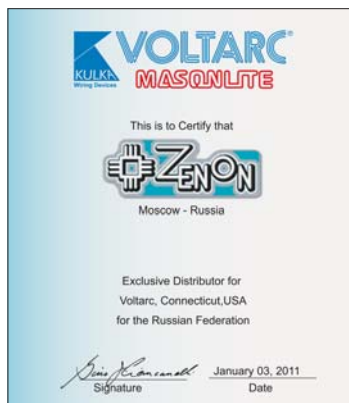 VOLTARC®
KULKA
Wiring Devices
MASONLITE
This is to Certify that
ZENON
Moscow - Russia
Exclusive Distributor for
Voltarc, Connecticut,USA
for the Russian Federation
January 03, 2011
Signature
Date